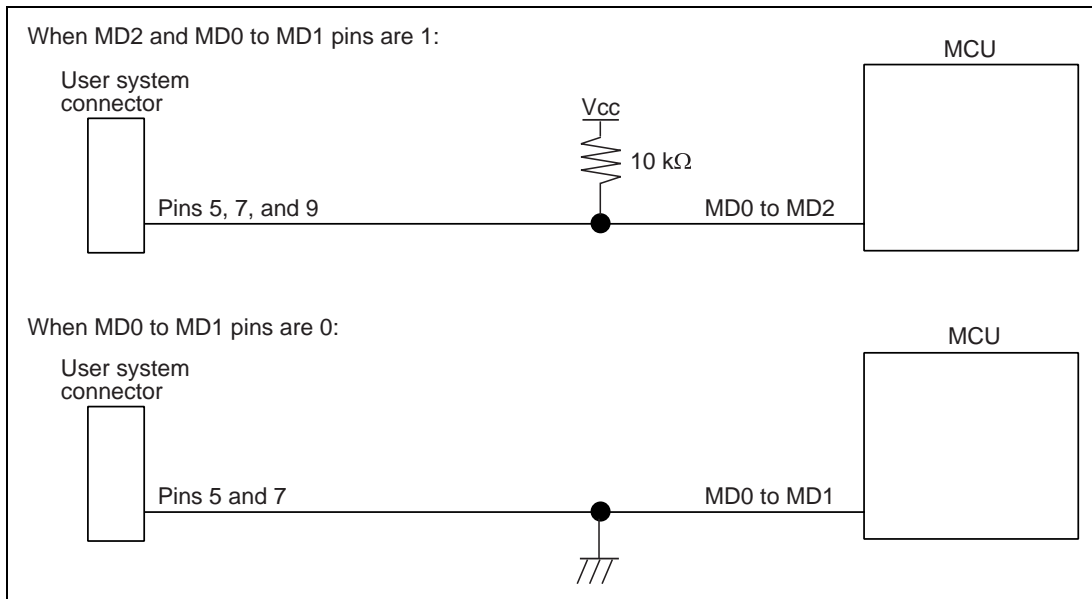 When MD2 and MD0 to MD1 pins are 1:
MCU
User system
connector
Vcc
10 kΩ
Pins 5, 7, and 9
MD0 to MD2
When MD0 to MD1 pins are 0:
MCU
User system
connector
Pins 5 and 7
MD0 to MD1